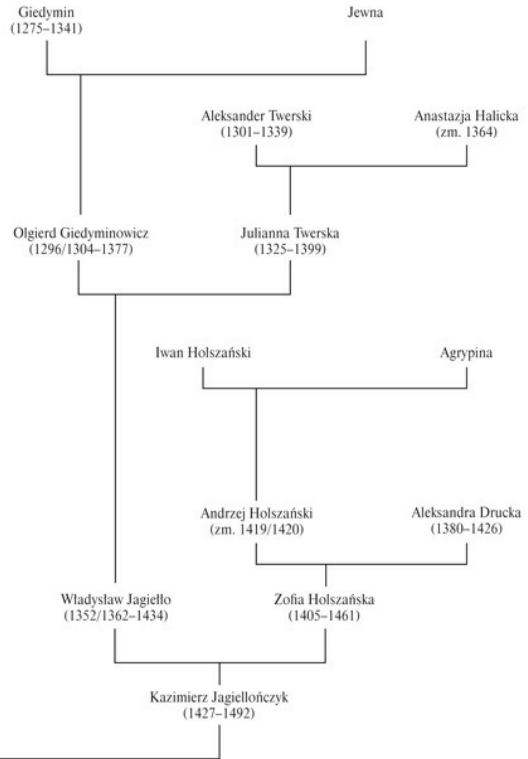 Giedymin
(1275–1341)
Jewna
Aleksander Twerski
(1301–1339)
Anastazja Halicka
(zm. 1364)
Olgierd Giedyminowicz
(1296/1304–1377)
Julianna Twerska
(1325–1399)
Iwan Holszański
Agrypina
Andrzej Holszański
(zm. 1419/1420)
Aleksandra Drucka
(1380–1426)
Władysław Jagiełło
(1352/1362–1434)
Zofia Holszańska
(1405–1461)
Kazimierz Jagiellończyk
(1427–1492)